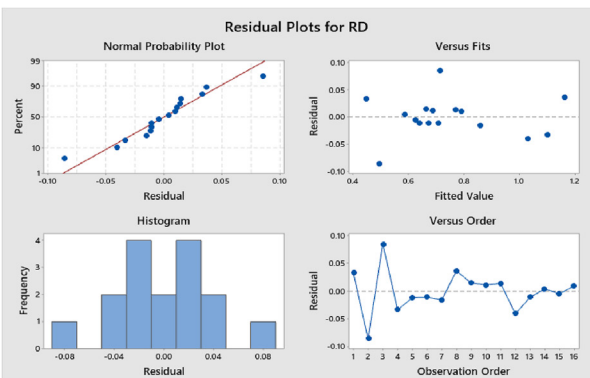 Residual Plots for RD
Normal Probability Plot
Versus Fits
99
90
50
10
1
Percent
-0.10 -0.05 0.00 0.05 0.10
Residual
0.10
0.05
0.00
-0.05
-0.10
Residual
0.4 0.6 0.8 1.0 1.2
Fitted Value
Histogram
Versus Order
4
3
2
1
0
Frequency
-0.08 -0.04 0.00 0.04 0.08
Residual
0.10
0.05
0.00
-0.05
-0.10
Residual
1 2 3 4 5 6 7 8 9 10 11 12 13 14 15 16
Observation Order